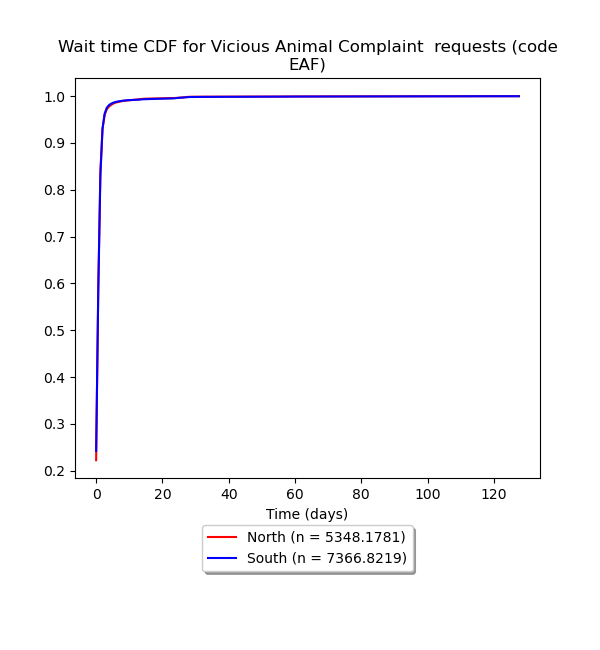 Wait time CDF for Vicious Animal Complaint  requests (code
EAF)
1.0
0.9
0.8
0.7
0.6
0.5
0.4
0.3
0.2
0 20 40 60 80 100 120
Time (days)
North (n = 5348.1781)
South (n = 7366.8219)